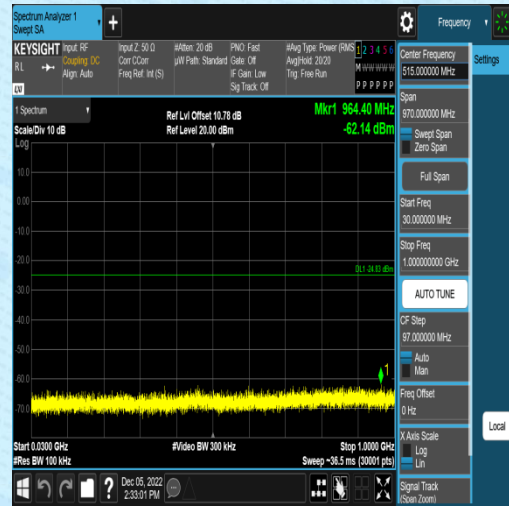 Spectrum Analyzer 1
Swept SA
+
Frequency
KEYSIGHT
RL
LXI
Input: RF
Coupling: DC
Align: Auto
Input Z: 50 Ω
Corr CCorr
Freq Ref: Int (S)
#Atten: 20 dB
µW Path: Standard
PNO: Fast
Gate: Off
IF Gain: Low
Sig Track: Off
#Avg Type: Power (RMS
Avg|Hold: 20/20
Trig: Free Run
1 2 3 4 5 6
M W W W W W
P P P P P P
Center Frequency
515.000000 MHz
Settings
Span
970.000000 MHz
Swept Span
Zero Span
Full Span
Start Freq
30.000000 MHz
Stop Freq
1.000000000 GHz
AUTO TUNE
CF Step
97.000000 MHz
Auto
Man
Freq Offset
0 Hz
X Axis Scale
Log
Lin
Signal Track
(Span Zoom)
Local
1 Spectrum
Scale/Div 10 dB
Log
Ref Lvl Offset 10.78 dB
Ref Level 20.00 dBm
Mkr1 964.40 MHz
-62.14 dBm
10.0
0.00
-10.0
-20.0
DL1 -24.83 dBm
-30.0
-40.0
-50.0
1
-60.0
-70.0
Start 0.0300 GHz
#Res BW 100 kHz
#Video BW 300 kHz
Stop 1.0000 GHz
Sweep ~36.5 ms (30001 pts)
?
Dec 05, 2022
2:33:01 PM